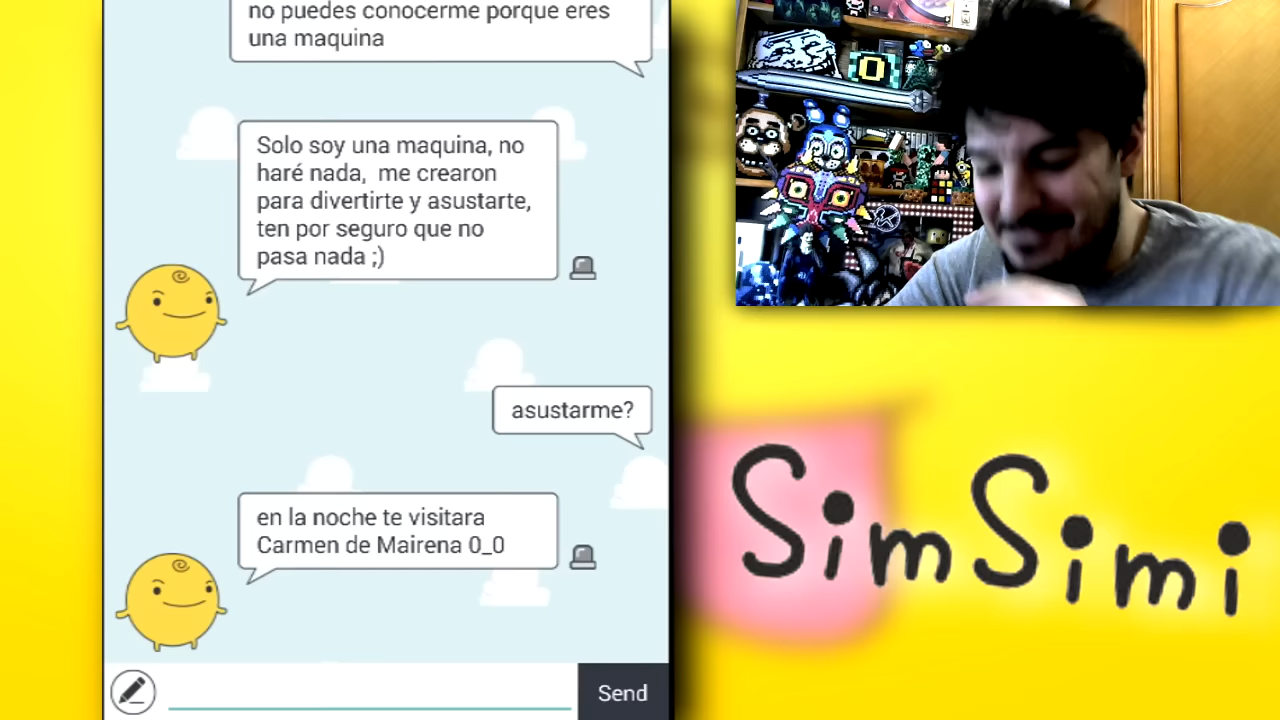 no puedes conocerme porque eres
una maquina
Solo soy una maquina, no
haré nada,  me crearon
para divertirte y asustarte,
ten por seguro que no
pasa nada ;)
asustarme?
en la noche te visitara
Carmen de Mairena 0_0
Send
SimSimi